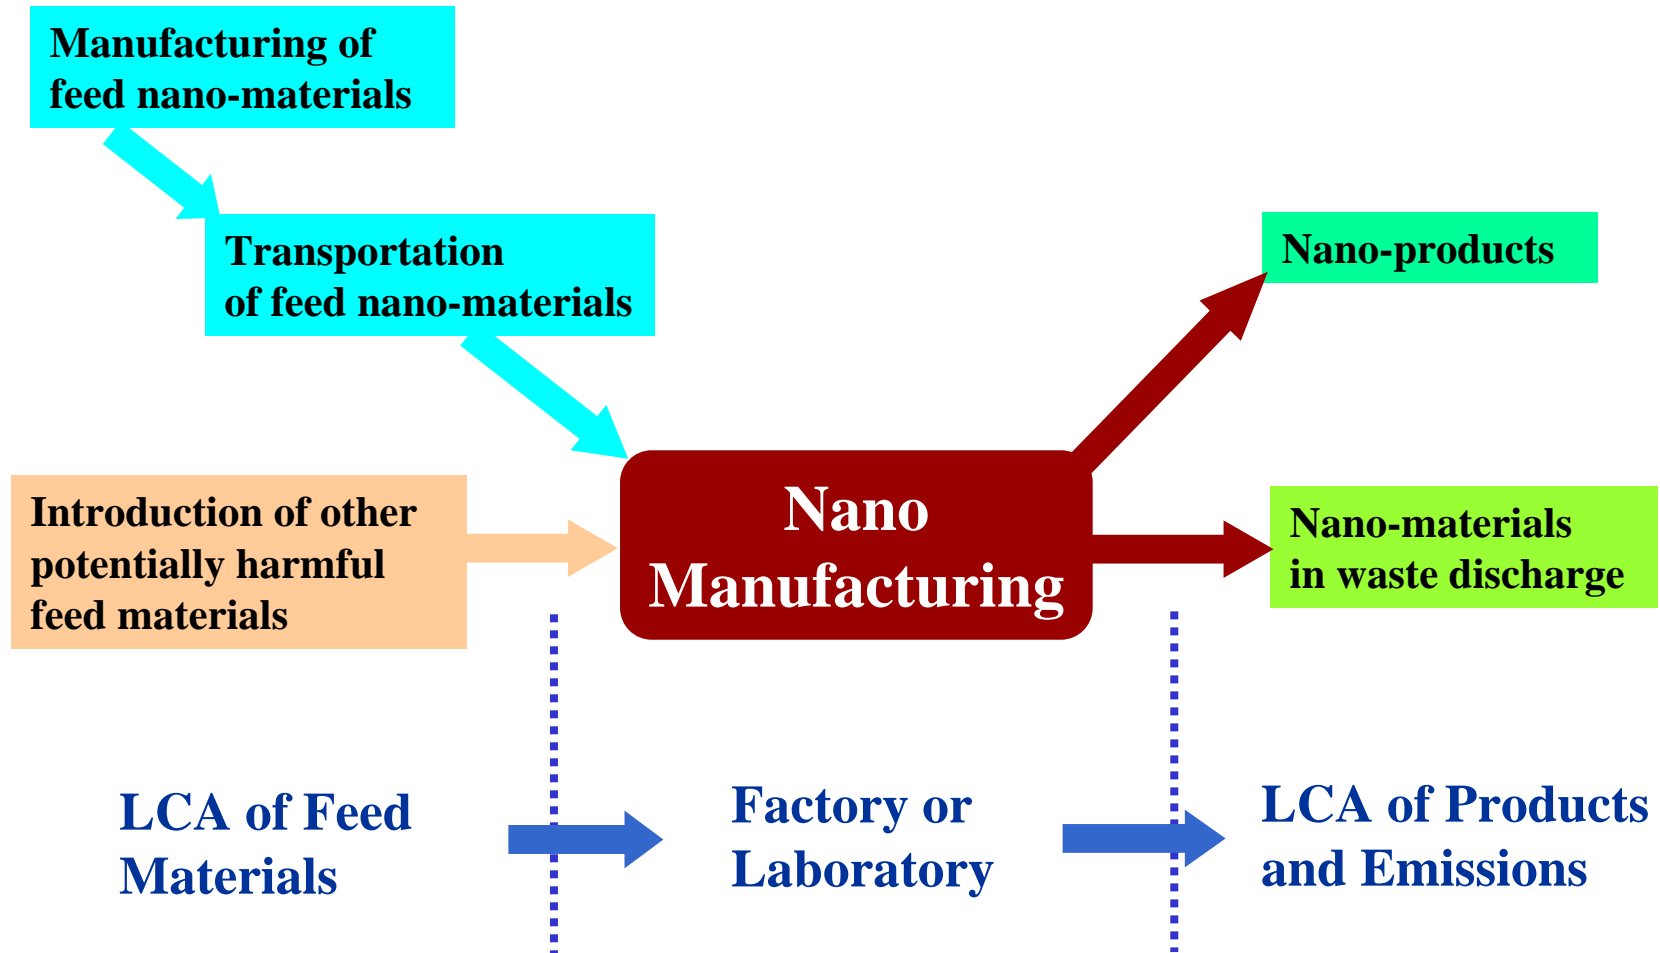 Manufacturing of
feed nano-materials
Transportation
of feed nano-materials
Nano-products
Introduction of other
potentially harmful
feed materials
Nano
Manufacturing
Nano-materials
in waste discharge
LCA of Feed
Materials
Factory or
Laboratory
LCA of Products
and Emissions